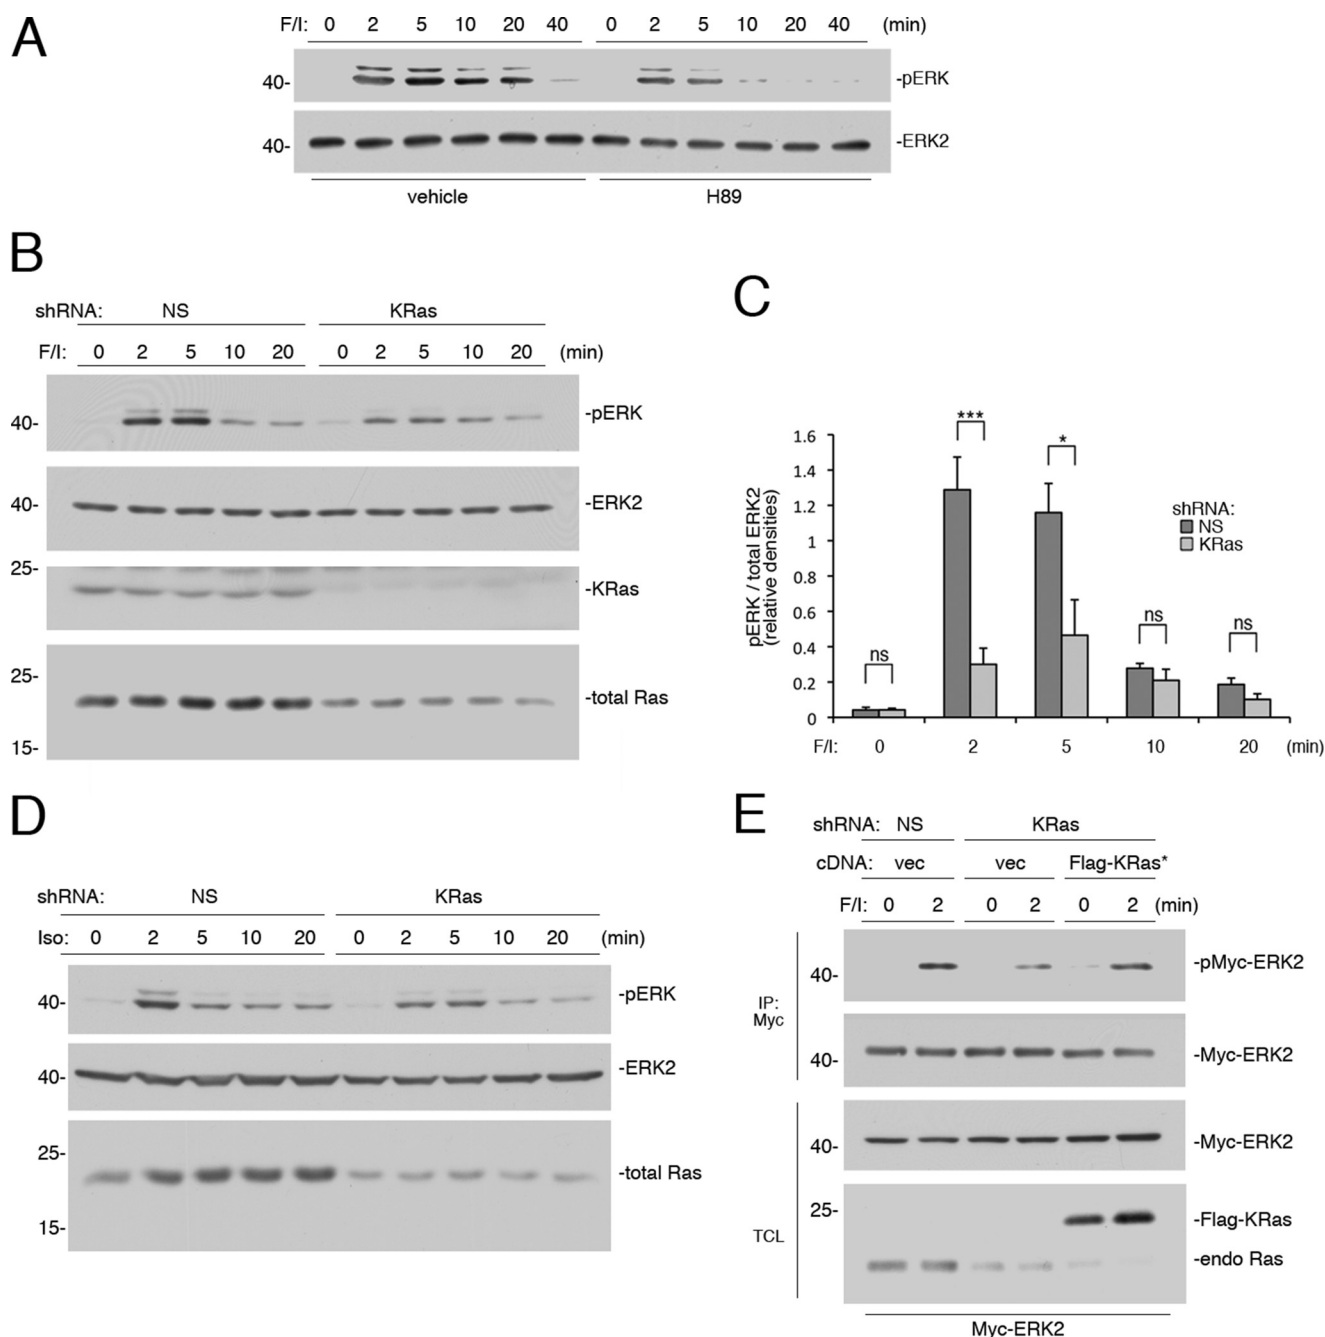 A
F/I: 0 2 5 10 20 40 0 2 5 10 20 40 (min)
40- -pERK
40- -ERK2
vehicle H89
B
shRNA: NS KRas
F/I: 0 2 5 10 20 0 2 5 10 20 (min)
40- -pERK
40- -ERK2
25-
-KRas
25-
-total Ras
15-
C
pERK / total ERK2
(relative densities)
1.6
1.4
1.2
1
0.8
0.6
0.4
0.2
0
ns *** * ns ns
shRNA:
NS
KRas
F/I: 0 2 5 10 20 (min)
D
shRNA: NS KRas
Iso: 0 2 5 10 20 0 2 5 10 20 (min)
40- -pERK
40- -ERK2
25-
-total Ras
15-
E
shRNA: NS KRas
cDNA: vec vec Flag-KRas*
F/I: 0 2 0 2 0 2 (min)
IP:
Myc
40- -pMyc-ERK2
40- -Myc-ERK2
TCL
40- -Myc-ERK2
25- -Flag-KRas
-endo Ras
Myc-ERK2